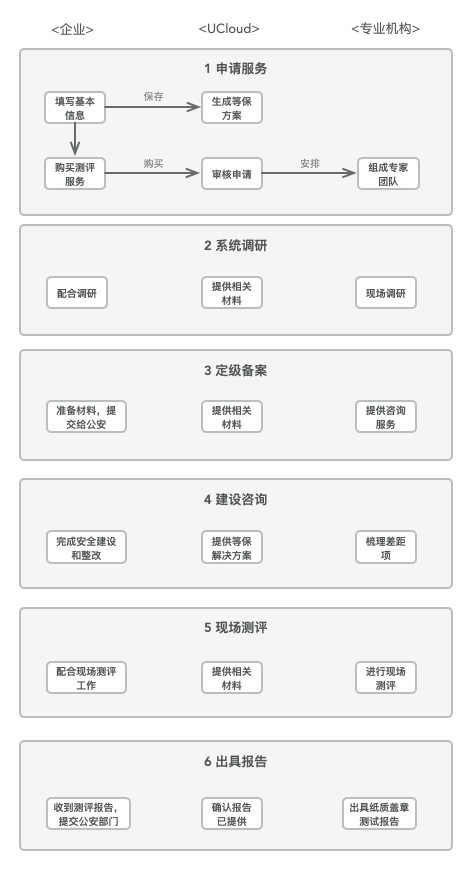 <企业>
<UCloud>
<专业机构>
1 申请服务
填写基本
信息
保存
生成等保
方案
购买测评
服务
购买
审核申请
安排
组成专家
团队
2 系统调研
配合调研
提供相关
材料
现场调研
3 定级备案
准备材料，提
交给公安
提供相关
材料
提供咨询
服务
4 建设咨询
完成安全建设
和整改
提供等保
解决方案
梳理差距
项
5 现场测评
配合现场测评
工作
提供相关
材料
进行现场
测评
6 出具报告
收到测评报告，
提交公安部门
确认报告
已提供
出具纸质盖章
测试报告